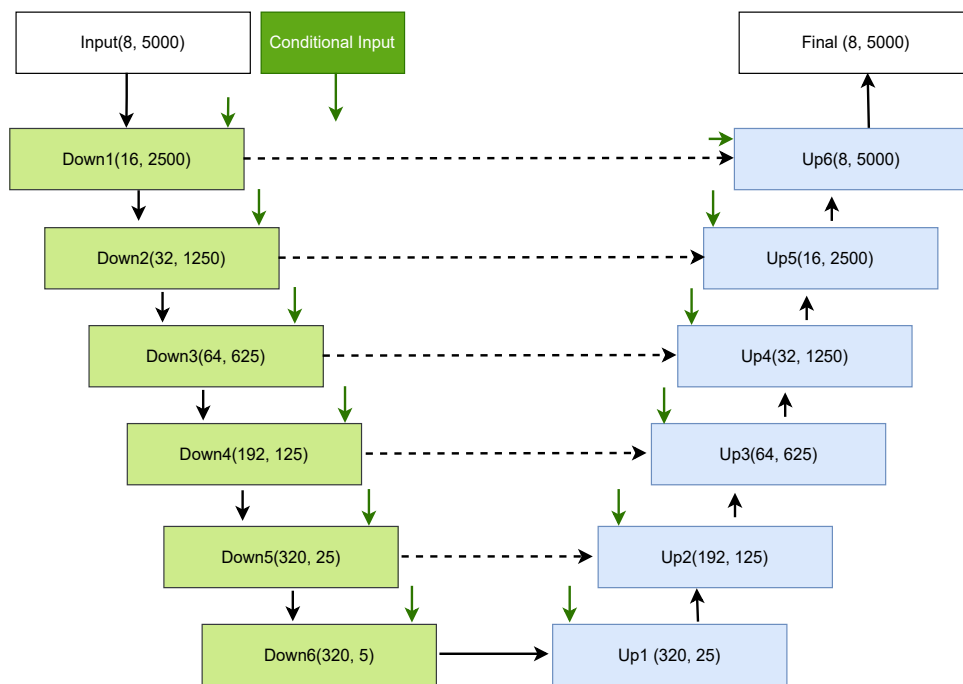 Input(8, 5000)
Conditional Input
Final (8, 5000)
Down1(16, 2500)
Up6(8, 5000)
Down2(32, 1250)
Up5(16, 2500)
Down3(64, 625)
Up4(32, 1250)
Down4(192, 125)
Up3(64, 625)
Down5(320, 25)
Up2(192, 125)
Down6(320, 5)
Up1 (320, 25)